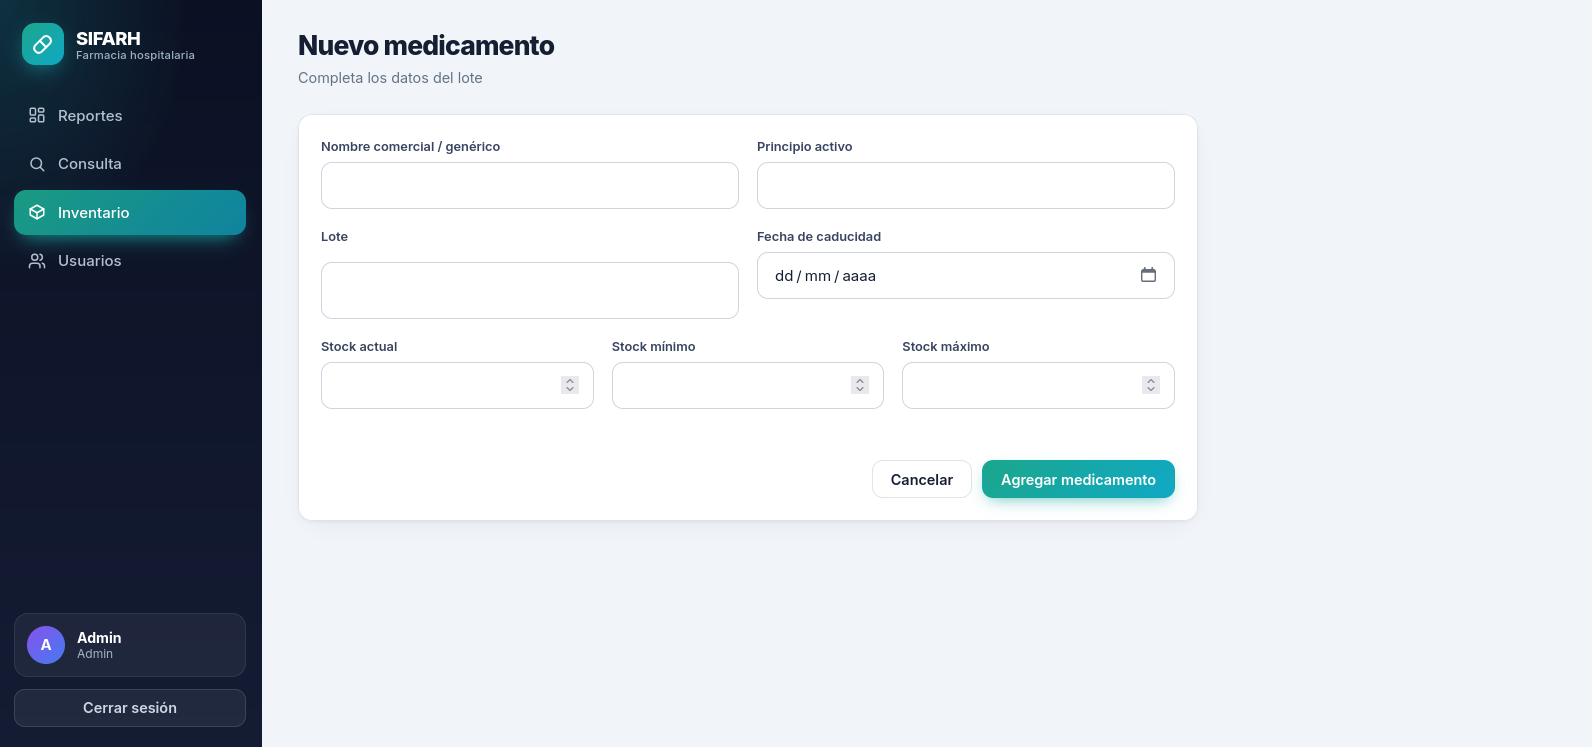 SIFARH
Farmacia hospitalaria
Reportes
Consulta
Inventario
Usuarios
A
Admin
Admin
Cerrar sesión
Nuevo medicamento
Completa los datos del lote
Nombre comercial / genérico
Principio activo
Lote
Fecha de caducidad
dd / mm / aaaa
Stock actual
Stock mínimo
Stock máximo
Cancelar
Agregar medicamento